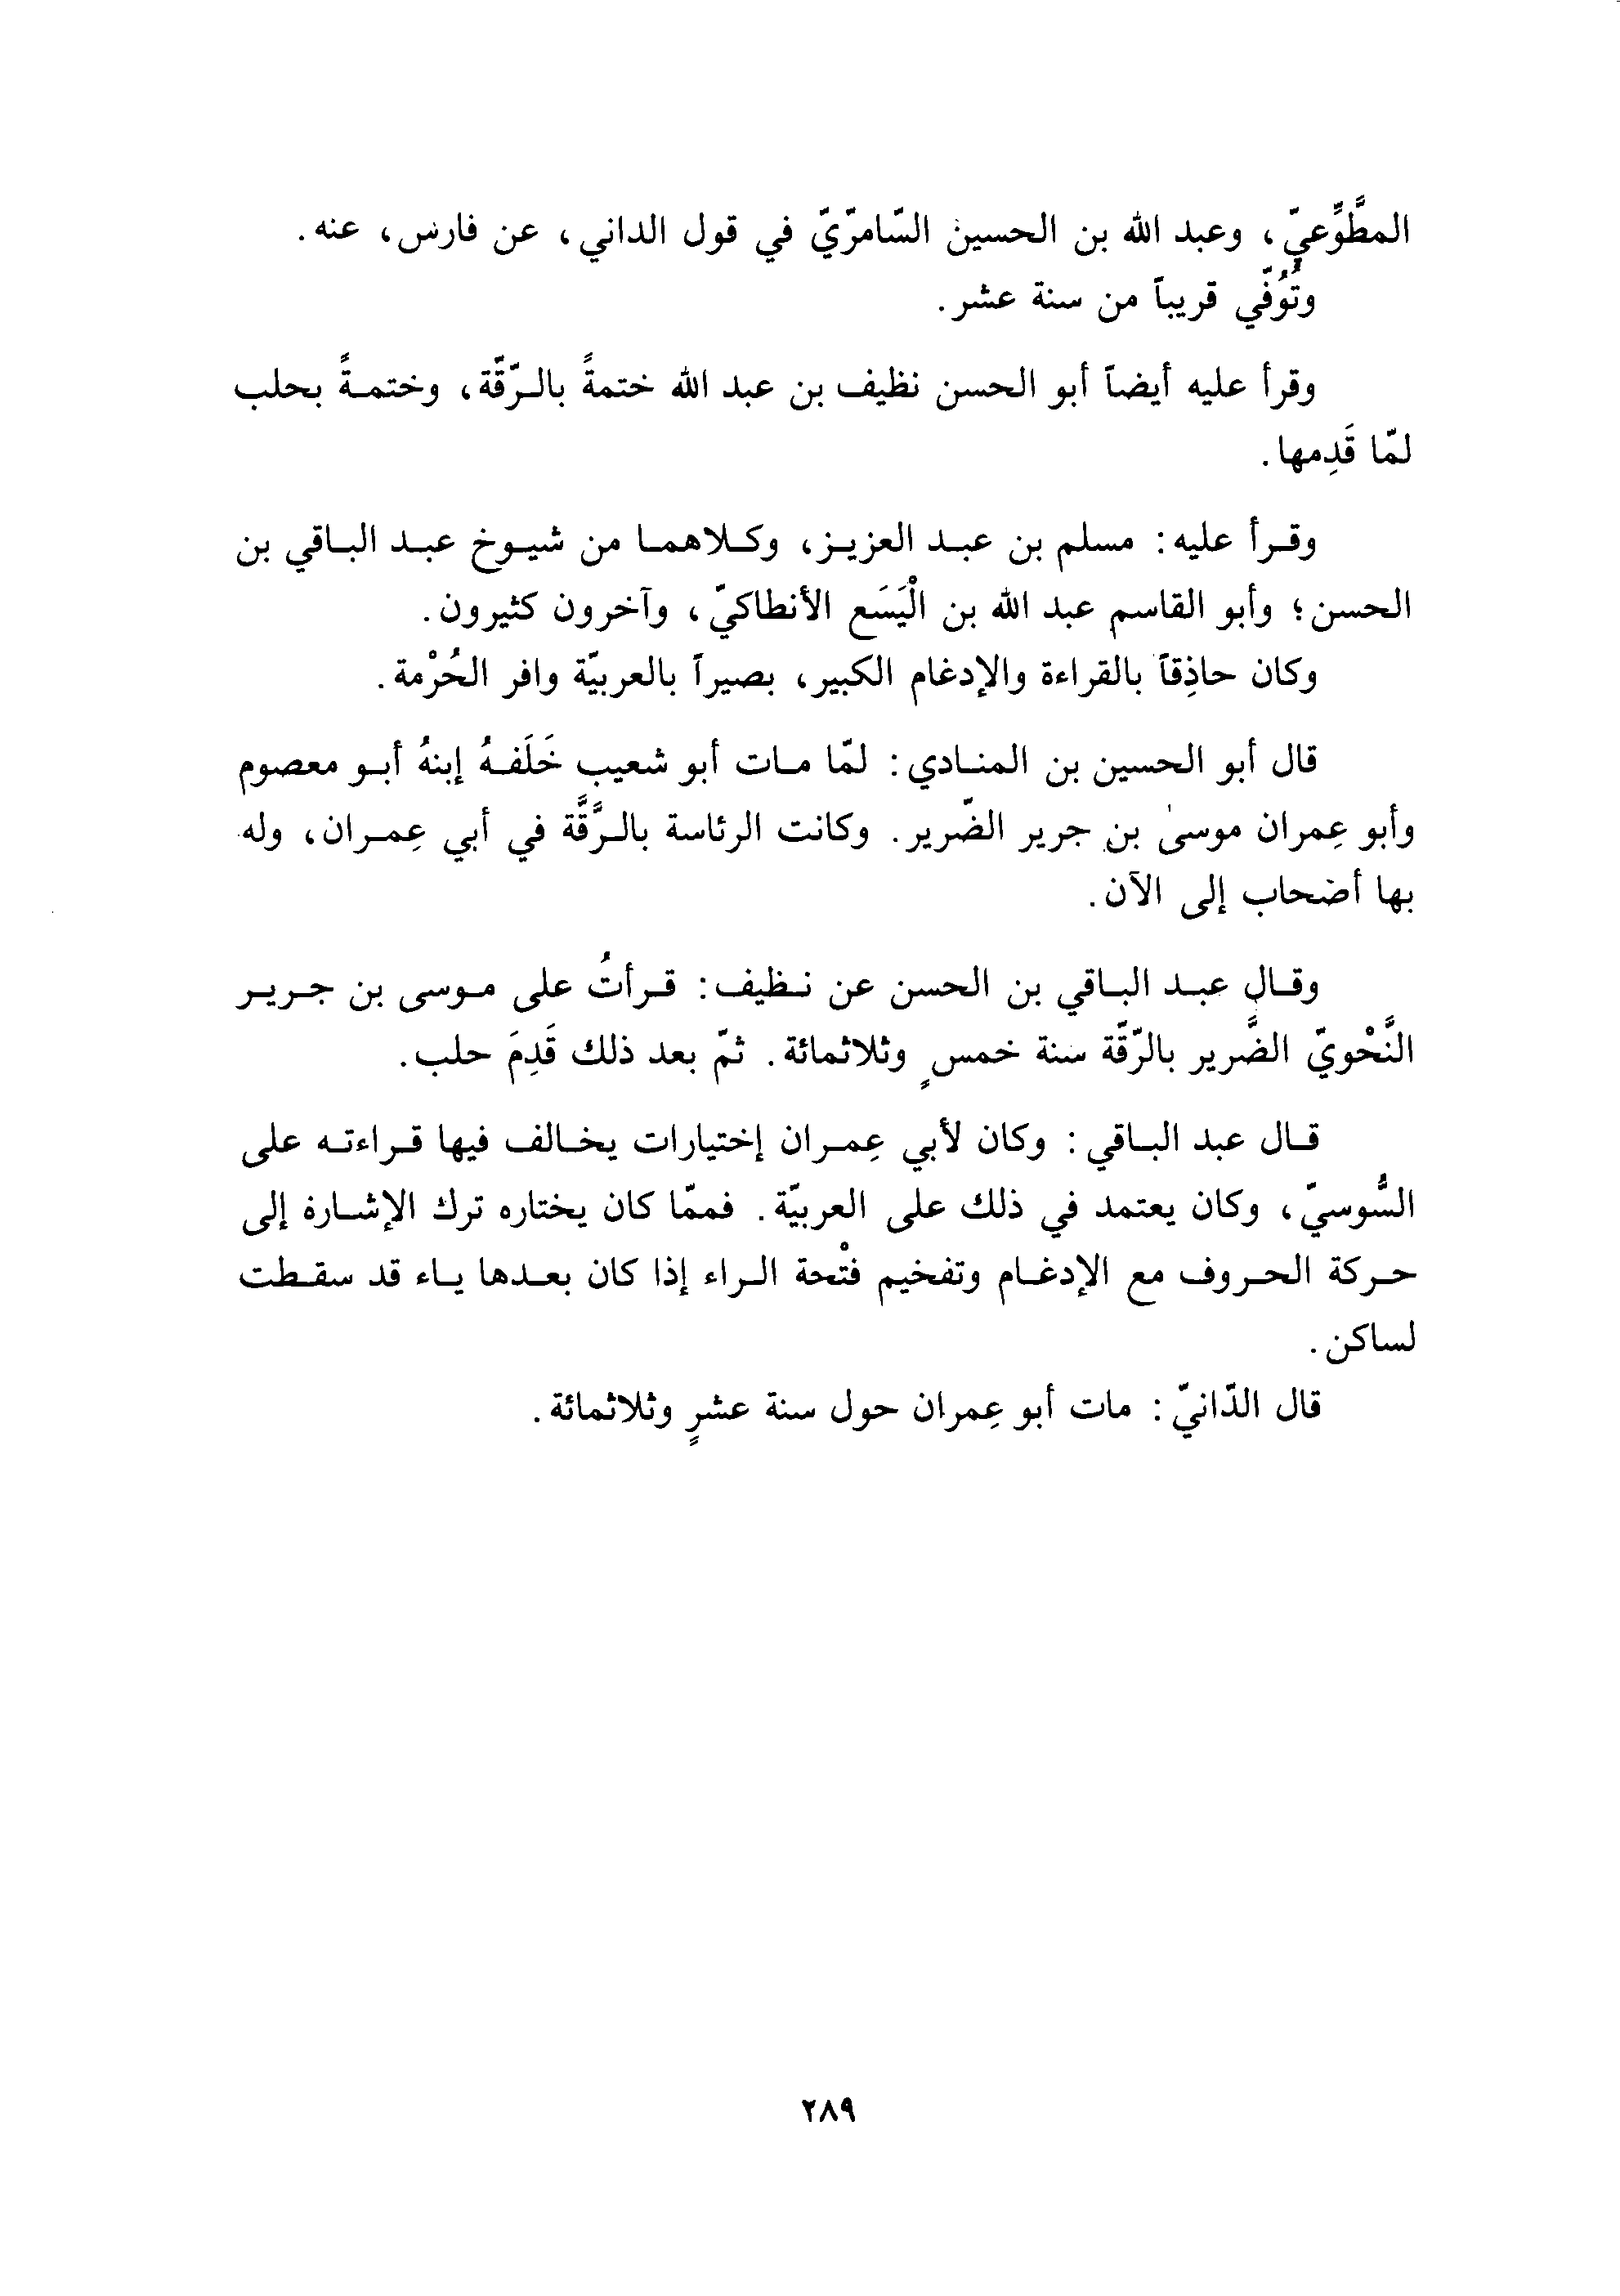 المطَّوِّعيّ، وعبد الله بن الحسين السّامرّيّ في قول الداني، عن فارس، عنه.
وتُوُفّي قريباً من سنة عشر.
وقرأ عليه أيضاً أبو الحسن نظيف بن عبد الله ختمةً بالرّقّة، وختمةً بحلب
لمّا قَدِمها.
وقرأ عليه: مسلم بن عبد العزيز، وكلاهما من شيوخ عبد الباقي بن
الحسن؛ وأبو القاسم عبد الله بن الْيَسَع الأنطاكيّ، وآخرون كثيرون.
وكان حاذِقاً بالقراءة والإدغام الكبير، بصيراً بالعربيّة وافر الحُرْمة.
قال أبو الحسين بن المنادي: لمّا مات أبو شعيب خَلَفهُ إبنهُ أبو معصوم
وأبو عِمران موسىٰ بن جرير الضّرير. وكانت الرئاسة بالرَّقَّة في أبي عِمران، وله
بها أضحاب إلى الآن.
وقال عبد الباقي بن الحسن عن نظيف: قرأتُ على موسى بن جرير
النَّحْويّ الضَّرير بالرّقّة سنة خمسٍ وثلاثمائة. ثمّ بعد ذلك قَدِمَ حلب.
قال عبد الباقي: وكان لأبي عِمران إختيارات يخالف فيها قراءته على
السُّوسيّ، وكان يعتمد في ذلك على العربيّة. فممّا كان يختاره ترك الإشارة إلى
حركة الحروف مع الإدغام وتفخيم فتْحة الراء إذا كان بعدها ياء قد سقطت
لساكن.
قال الدّانيّ: مات أبو عِمران حول سنة عشرٍ وثلاثمائة.
٢٨٩